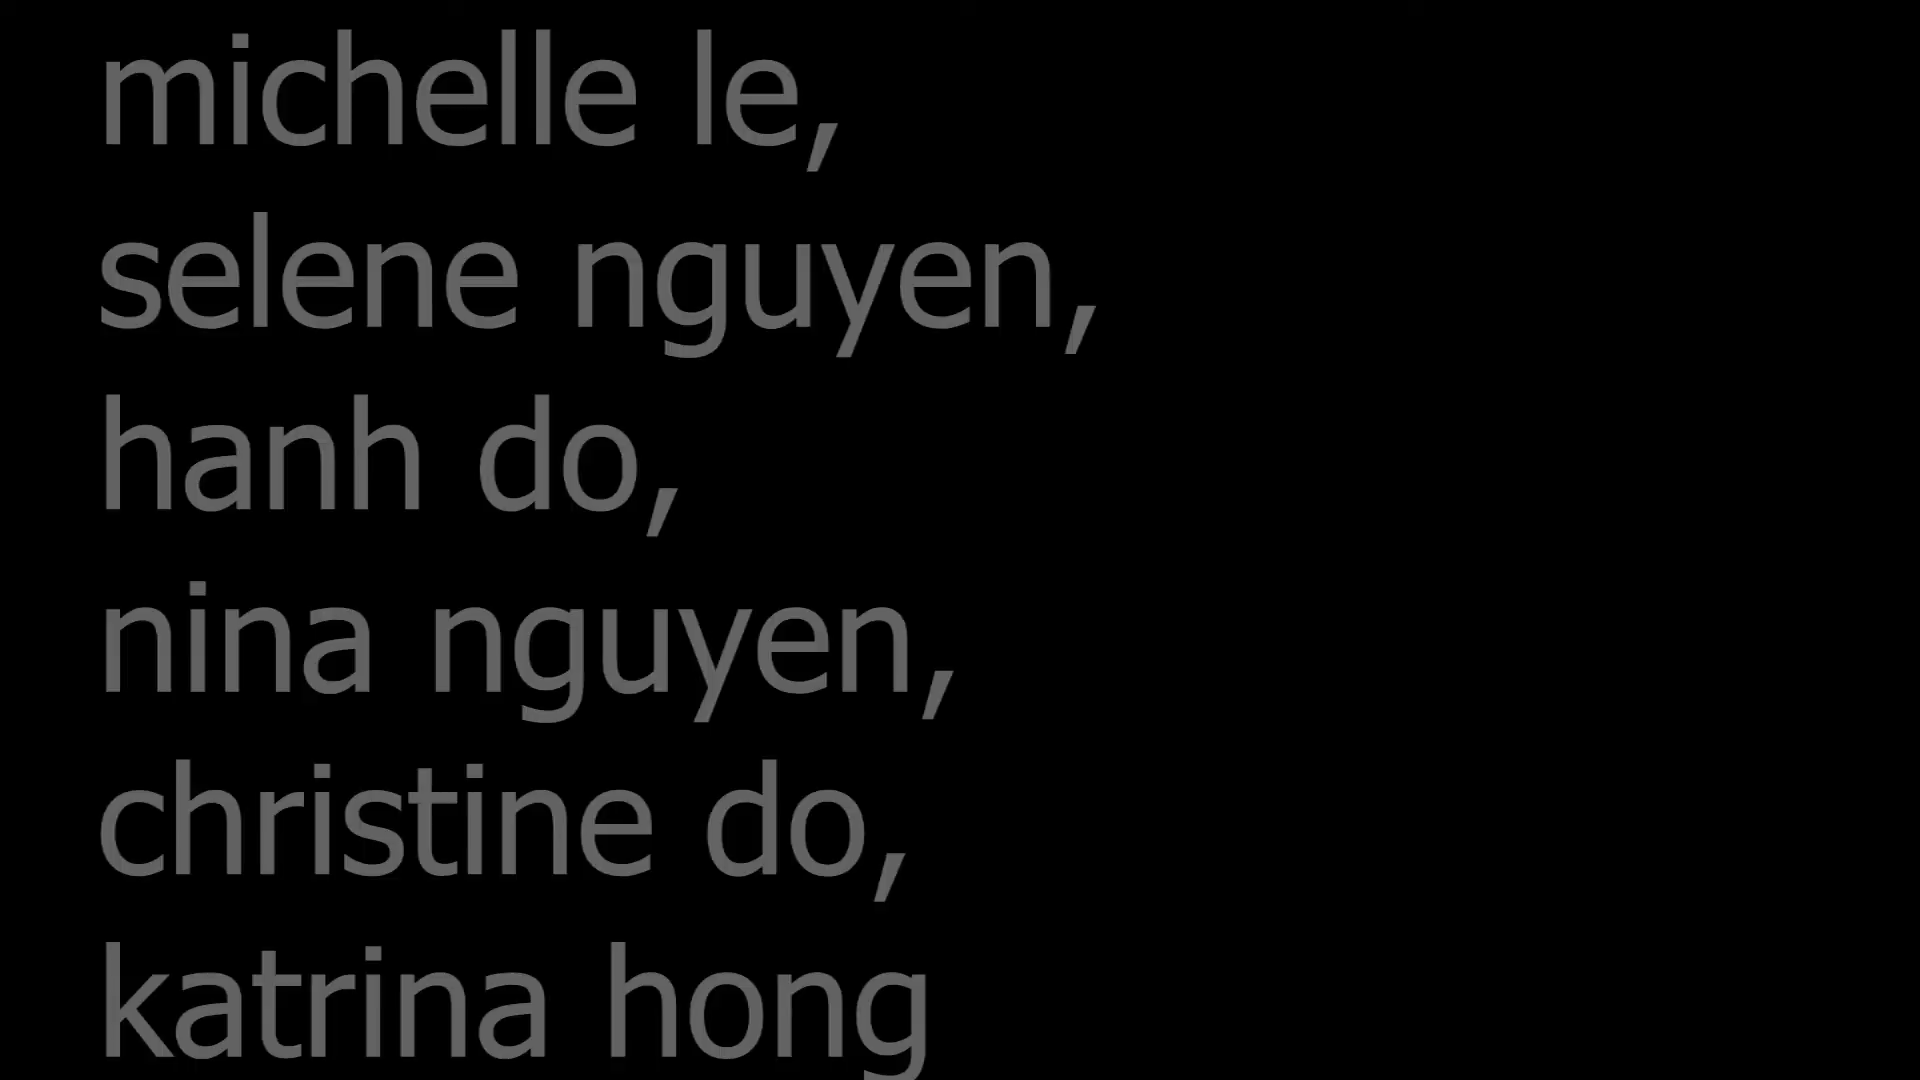 michelle le,
selene nguyen,
hanh do,
nina nguyen,
christine do,
katrina hong